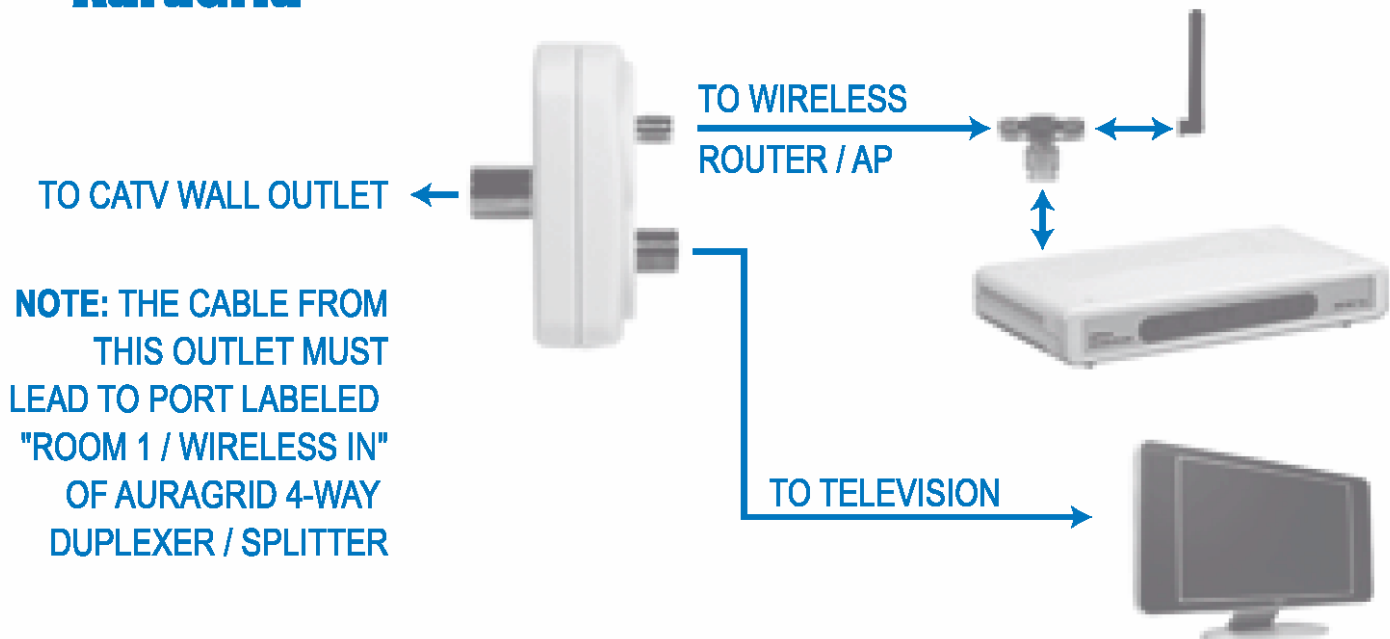 TO WIRELESS
ROUTER / AP
TO CATV WALL OUTLET
NOTE: THE CABLE FROM
THIS OUTLET MUST
LEAD TO PORT LABELED
"ROOM 1 / WIRELESS IN"
OF AURAGRID 4-WAY
DUPLEXER / SPLITTER
TO TELEVISION